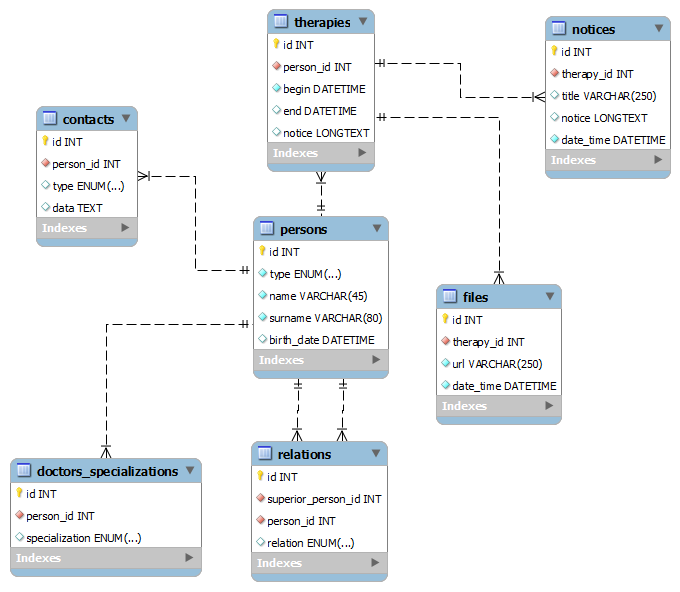 therapies
id INT
person_id INT
begin DATETIME
end DATETIME
notice LONGTEXT
Indexes
notices
id INT
therapy_id INT
title VARCHAR(250)
notice LONGTEXT
date_time DATETIME
Indexes
contacts
id INT
person_id INT
type ENUM(...)
data TEXT
Indexes
persons
id INT
type ENUM(...)
name VARCHAR(45)
surname VARCHAR(80)
birth_date DATETIME
Indexes
files
id INT
therapy_id INT
url VARCHAR(250)
date_time DATETIME
Indexes
doctors_specializations
id INT
person_id INT
specialization ENUM(...)
Indexes
relations
id INT
superior_person_id INT
person_id INT
relation ENUM(...)
Indexes